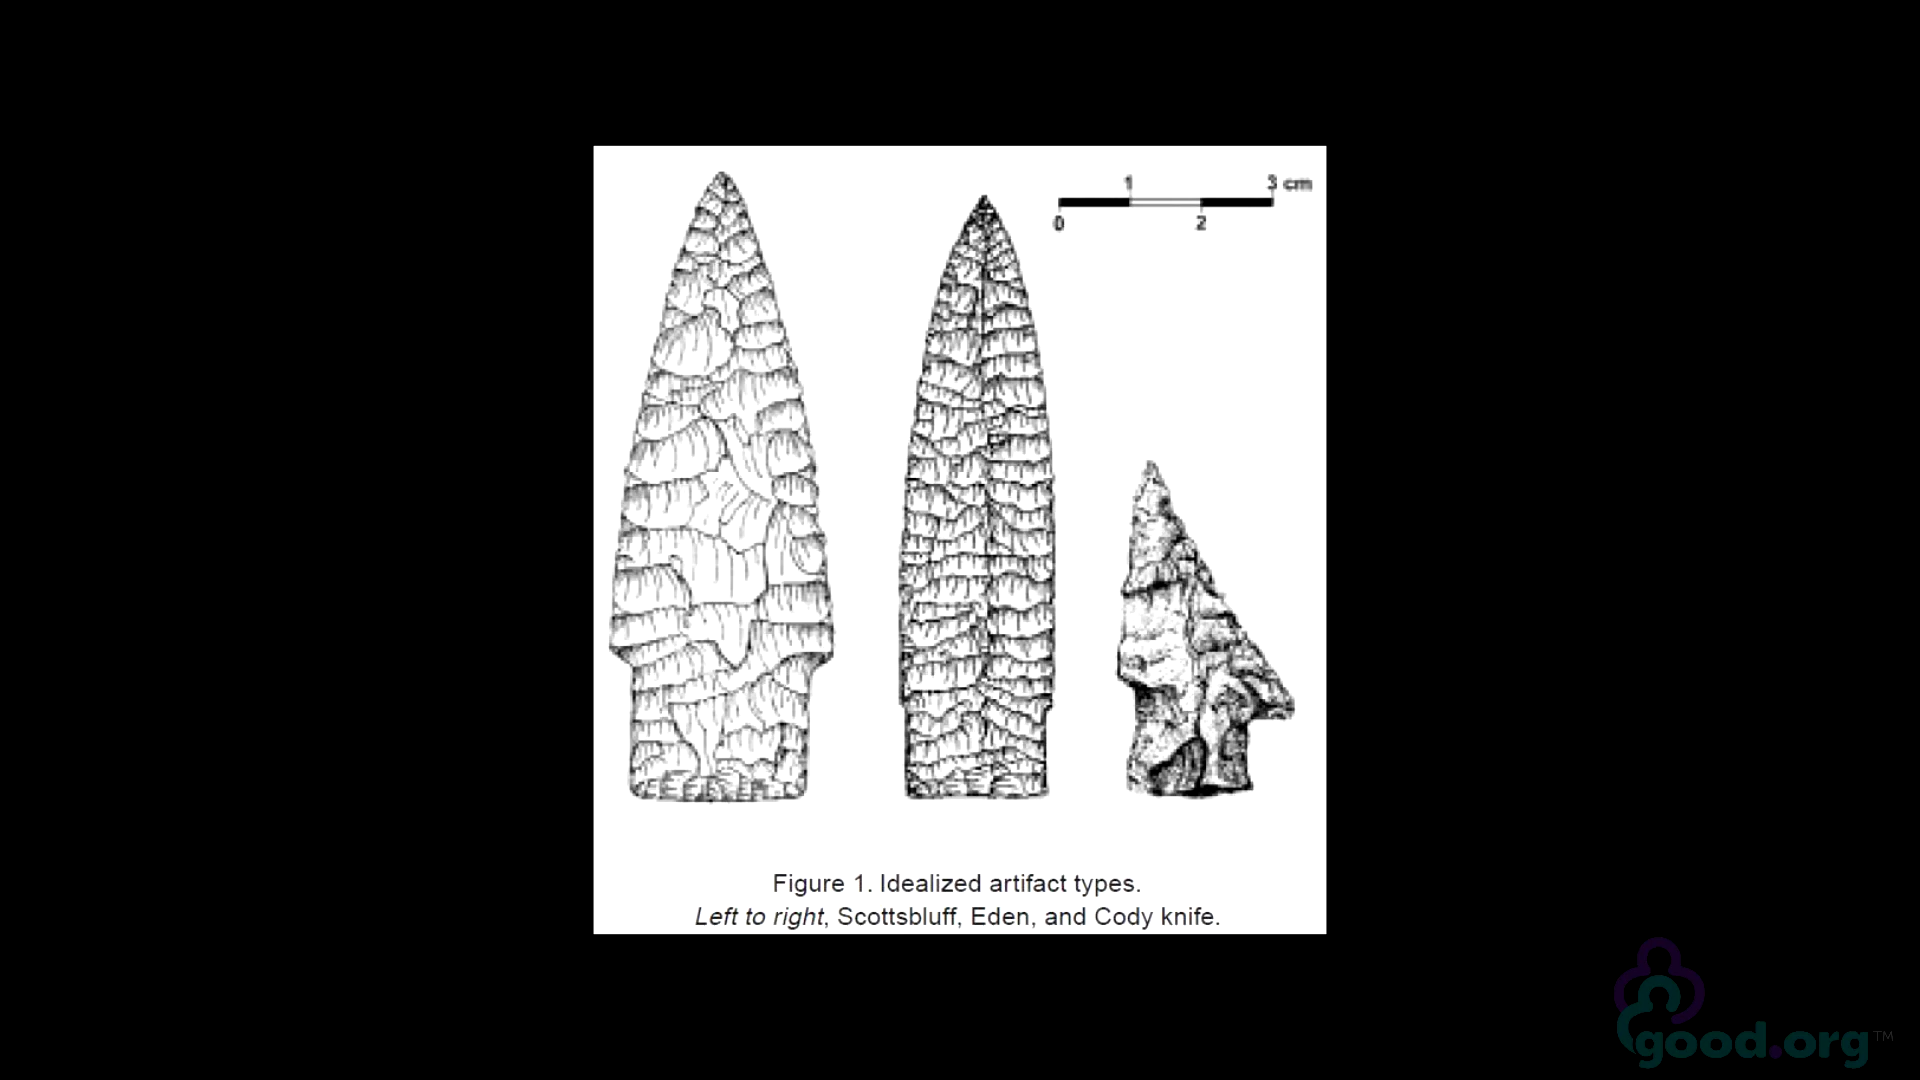 1 3 cm
0 2
Figure 1. Idealized artifact types.
Left to right, Scottsbluff, Eden, and Cody knife.
good.org™